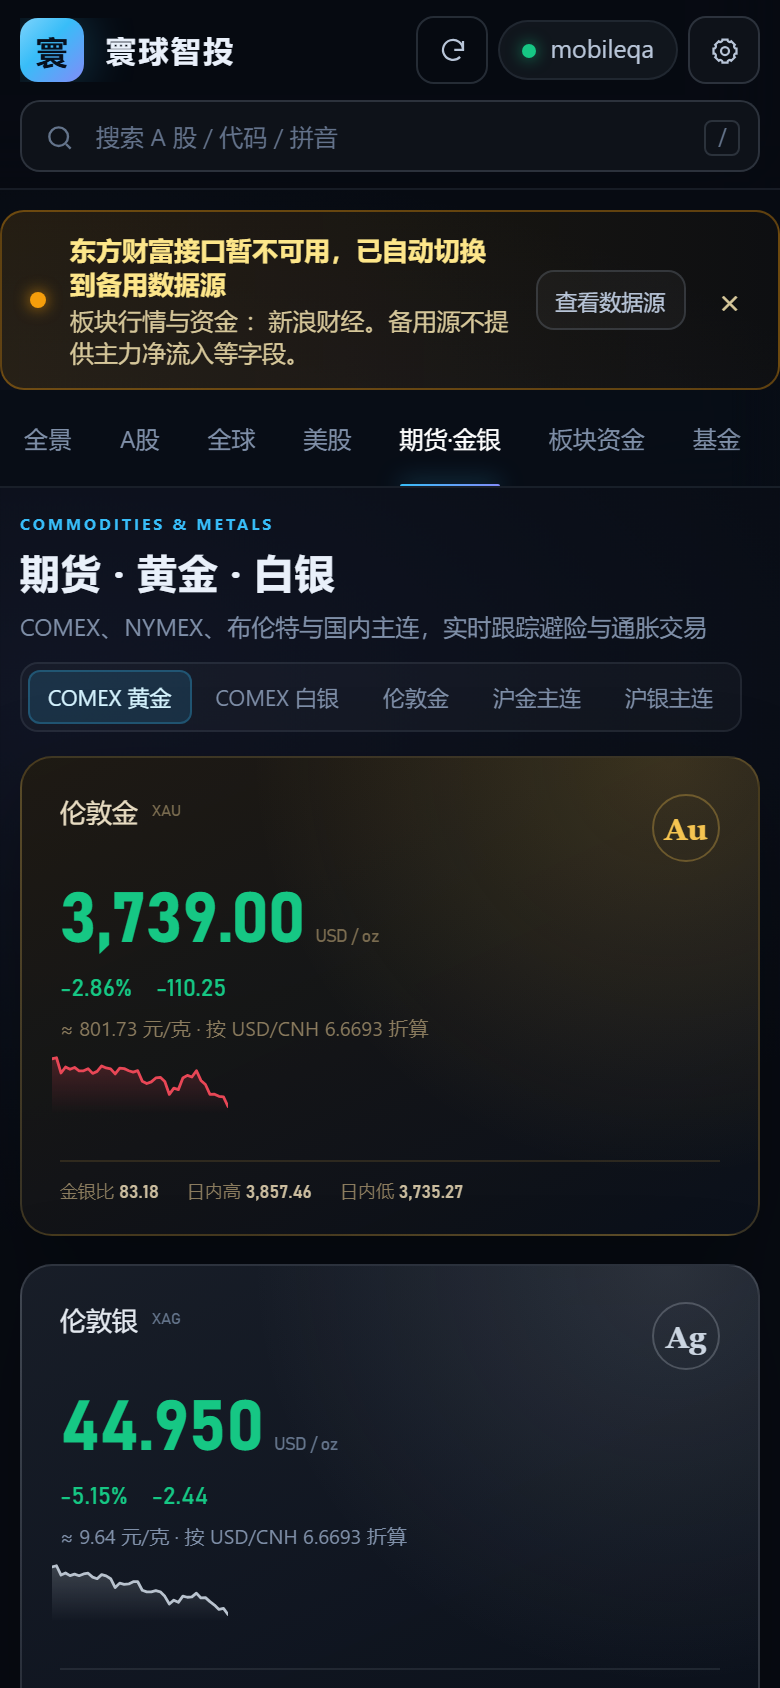 寰 寰球智投 mobileqa
搜索 A 股 / 代码 / 拼音 /
东方财富接口暂不可用，已自动切换
到备用数据源
板块行情与资金 ： 新浪财经。备用源不提
供主力净流入等字段。
查看数据源 ×
全景 A股 全球 美股 期货·金银 板块资金 基金
COMMODITIES & METALS
期货 · 黄金 · 白银
COMEX、NYMEX、布伦特与国内主连，实时跟踪避险与通胀交易
COMEX 黄金 COMEX 白银 伦敦金 沪金主连 沪银主连
伦敦金 XAU Au
3,739.00 USD / oz
-2.86% -110.25
≈ 801.73 元/克 · 按 USD/CNH 6.6693 折算
金银比 83.18 日内高 3,857.46 日内低 3,735.27
伦敦银 XAG Ag
44.950 USD / oz
-5.15% -2.44
≈ 9.64 元/克 · 按 USD/CNH 6.6693 折算